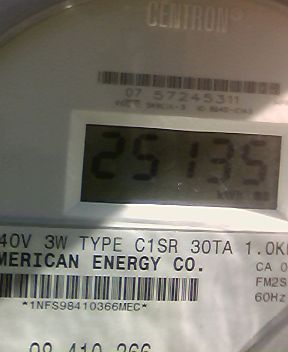 CENTRON®
07 57245311
25135
40V 3W TYPE C1SR 30TA 1.0K
MERICAN ENERGY CO.
CA 0
FM2S
60Hz
*1NFS98410366MEC*
98 410 366